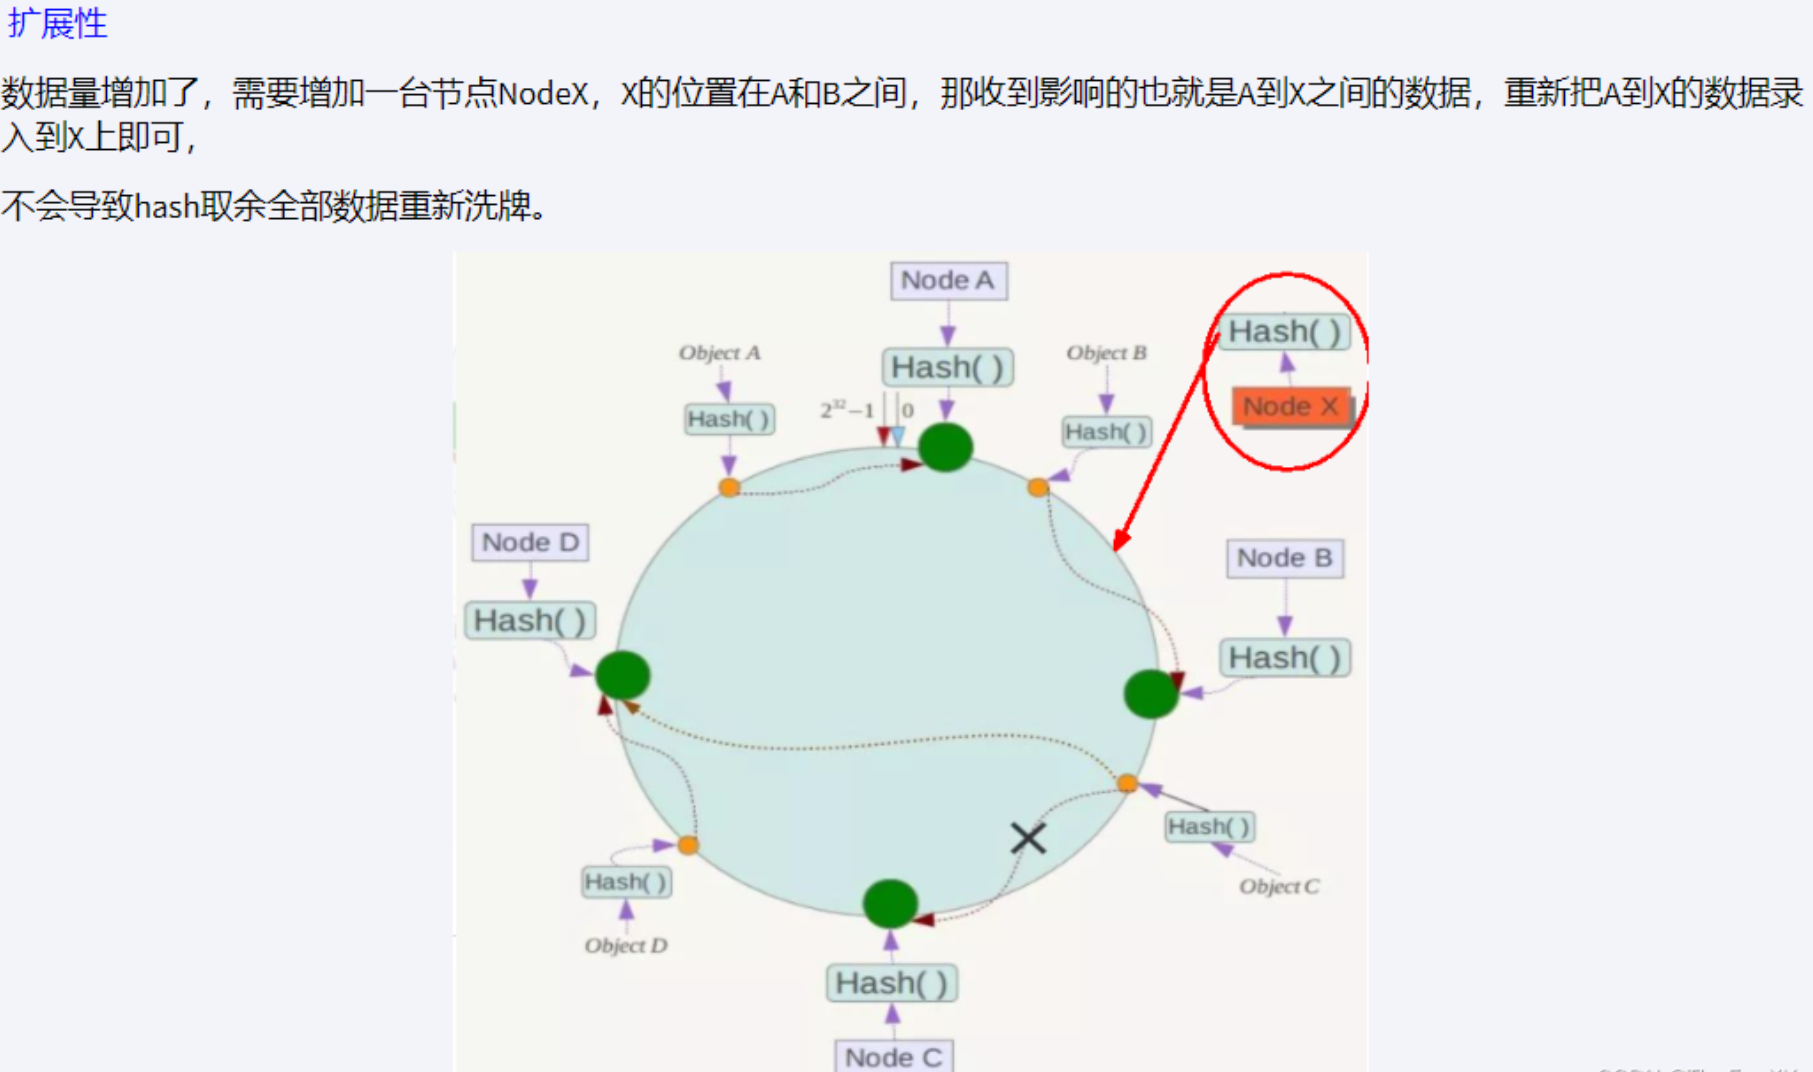 扩展性
数据量增加了，需要增加一台节点NodeX，X的位置在A和B之间，那收到影响的也就是A到X之间的数据，重新把A到X的数据录
入到X上即可，
不会导致hash取余全部数据重新洗牌。
Node A
Hash( )
Object A
Object B
Hash( )
Node X
2³²−1
0
Hash( )
Hash( )
Node D
Node B
Hash( )
Hash( )
Hash( )
Object C
Hash( )
Object D
Hash( )
Node C